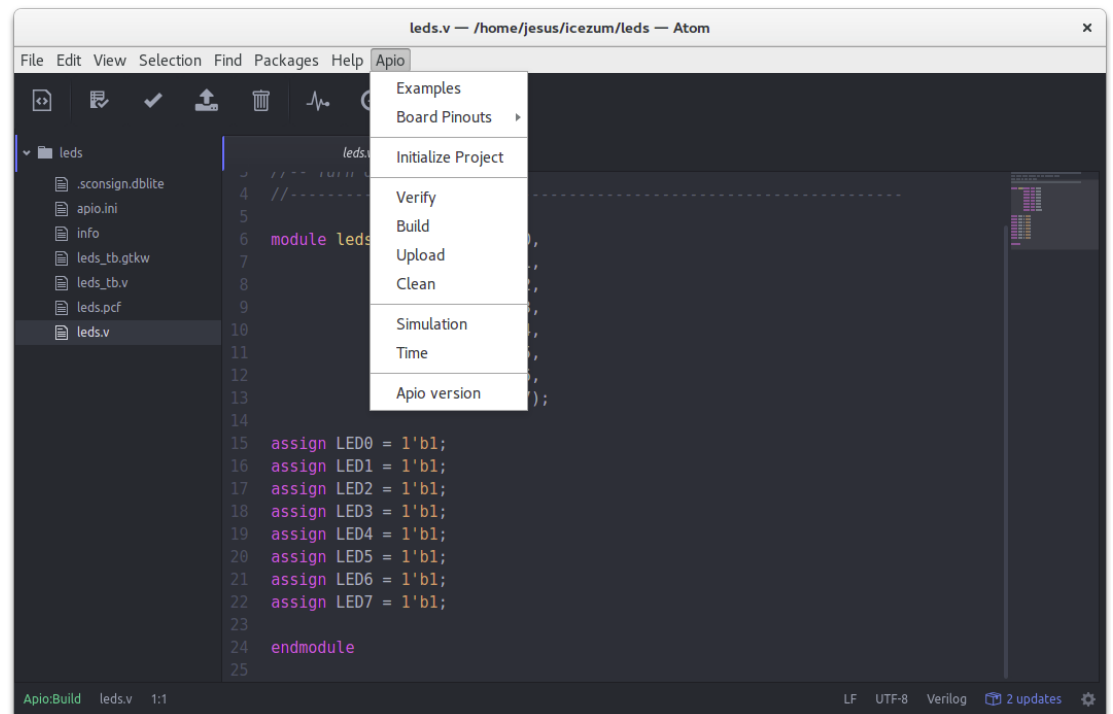 leds.v — /home/jesus/icezum/leds — Atom
File Edit View Selection Find Packages Help Apio
Examples
Board Pinouts
Initialize Project
Verify
Build
Upload
Clean
Simulation
Time
Apio version
leds
.sconsign.dblite
apio.ini
info
leds_tb.gtkw
leds_tb.v
leds.pcf
leds.v
4 //--------------------------------------------------------------------
5
6 module leds ,
7 ,
8 ,
9 ,
10 ,
11 ,
12 ,
13 );
14
15 assign LED0 = 1'b1;
16 assign LED1 = 1'b1;
17 assign LED2 = 1'b1;
18 assign LED3 = 1'b1;
19 assign LED4 = 1'b1;
20 assign LED5 = 1'b1;
21 assign LED6 = 1'b1;
22 assign LED7 = 1'b1;
23
24 endmodule
25
Apio:Build leds.v 1:1 LF UTF-8 Verilog 2 updates